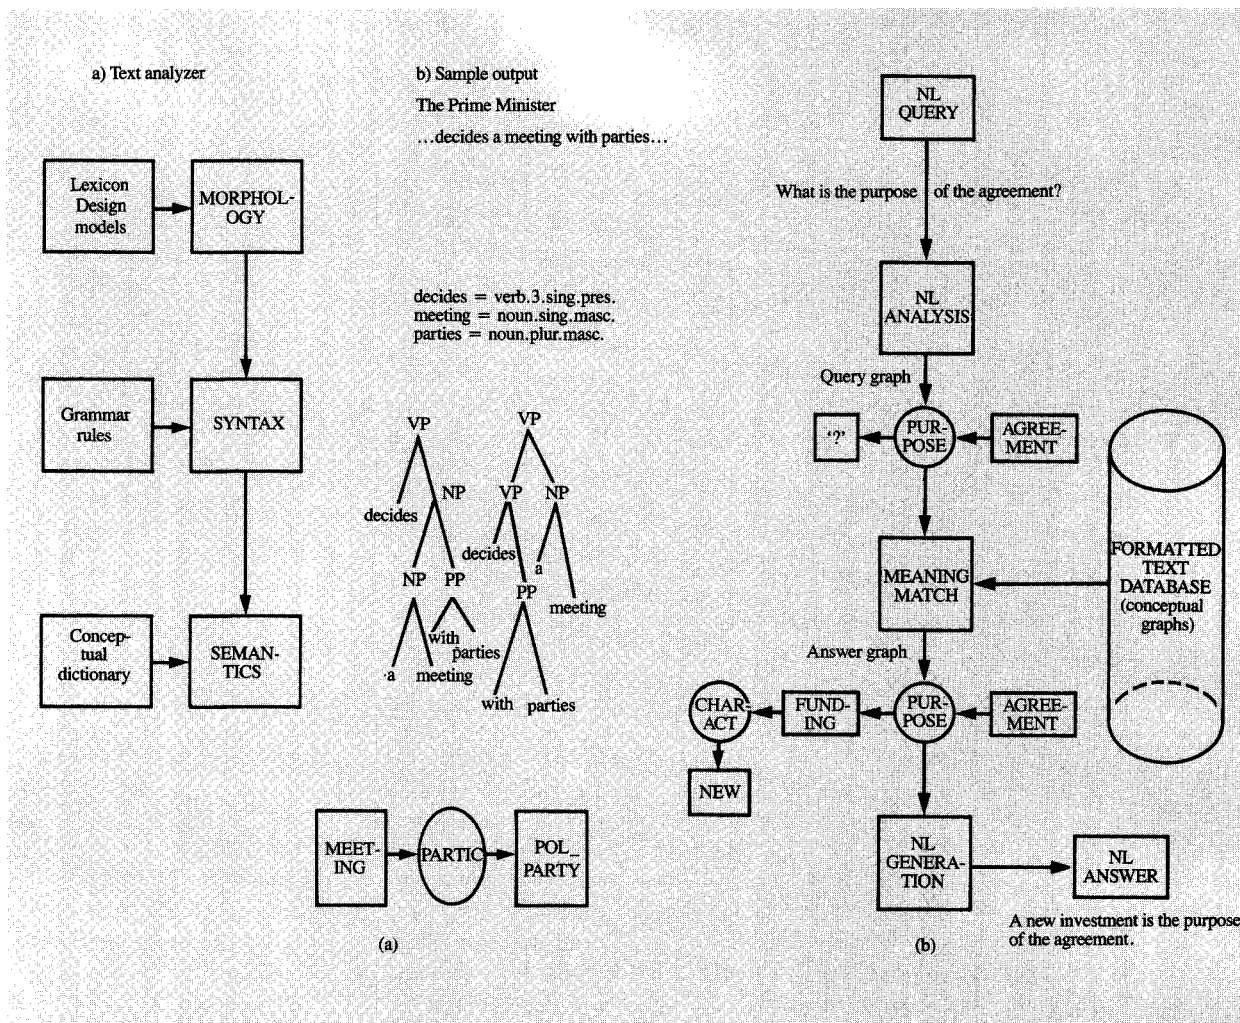 a) Text analyzer
Lexicon
Design
models
MORPHOL-
OGY
Grammar
rules
SYNTAX
Concep-
tual
dictionary
SEMAN-
TICS
b) Sample output
The Prime Minister
...decides a meeting with parties...
decides = verb.3.sing.pres.
meeting = noun.sing.masc.
parties = noun.plur.masc.
VP
decides
NP
NP
PP
a
meeting
with
parties
VP
VP
NP
decides
a
PP
meeting
with
parties
MEET-
ING
PARTIC
POL_
PARTY
(a)
NL
QUERY
What is the purpose of the agreement?
NL
ANALYSIS
Query graph
'?'
PUR-
POSE
AGREE-
MENT
MEANING
MATCH
FORMATTED
TEXT
DATABASE
(conceptual
graphs)
Answer graph
CHAR-
ACT
FUND-
ING
PUR-
POSE
AGREE-
MENT
NEW
NL
GENERA-
TION
NL
ANSWER
A new investment is the purpose
of the agreement.
(b)